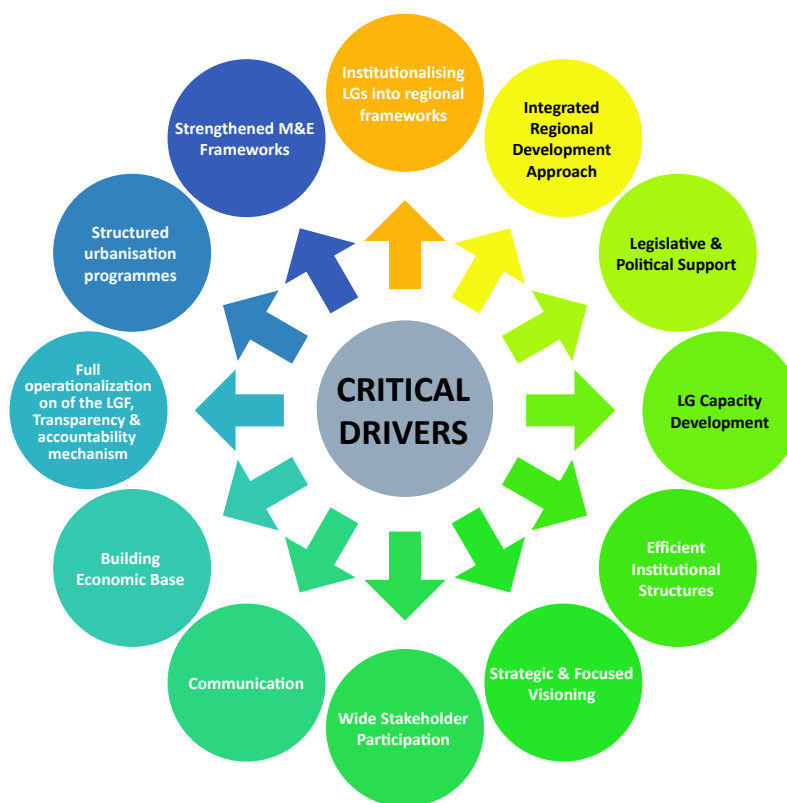 Institutionalising
LGs into regional
frameworks
Integrated
Regional
Development
Approach
Legislative &
Political Support
LG Capacity
Development
Efficient
Institutional
Structures
Strategic & Focused
Visioning
Wide Stakeholder
Participation
Communication
Building
Economic Base
Full
operationalization
on of the LGF,
Transparency &
accountability
mechanism
Structured
urbanisation
programmes
Strengthened M&E
Frameworks
CRITICAL
DRIVERS